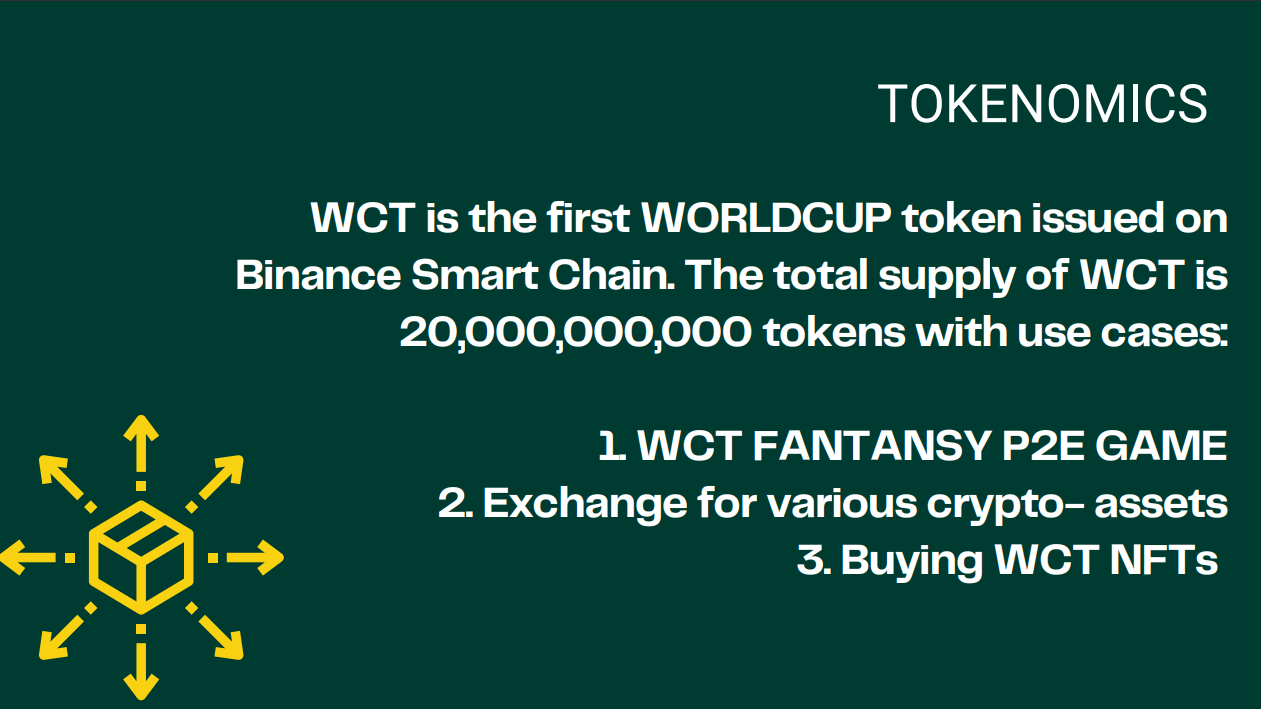 TOKENOMICS
WCT is the first WORLDCUP token issued on
Binance Smart Chain. The total supply of WCT is
20,000,000,000 tokens with use cases:
1. WCT FANTANSY P2E GAME
2. Exchange for various crypto- assets
3. Buying WCT NFTs